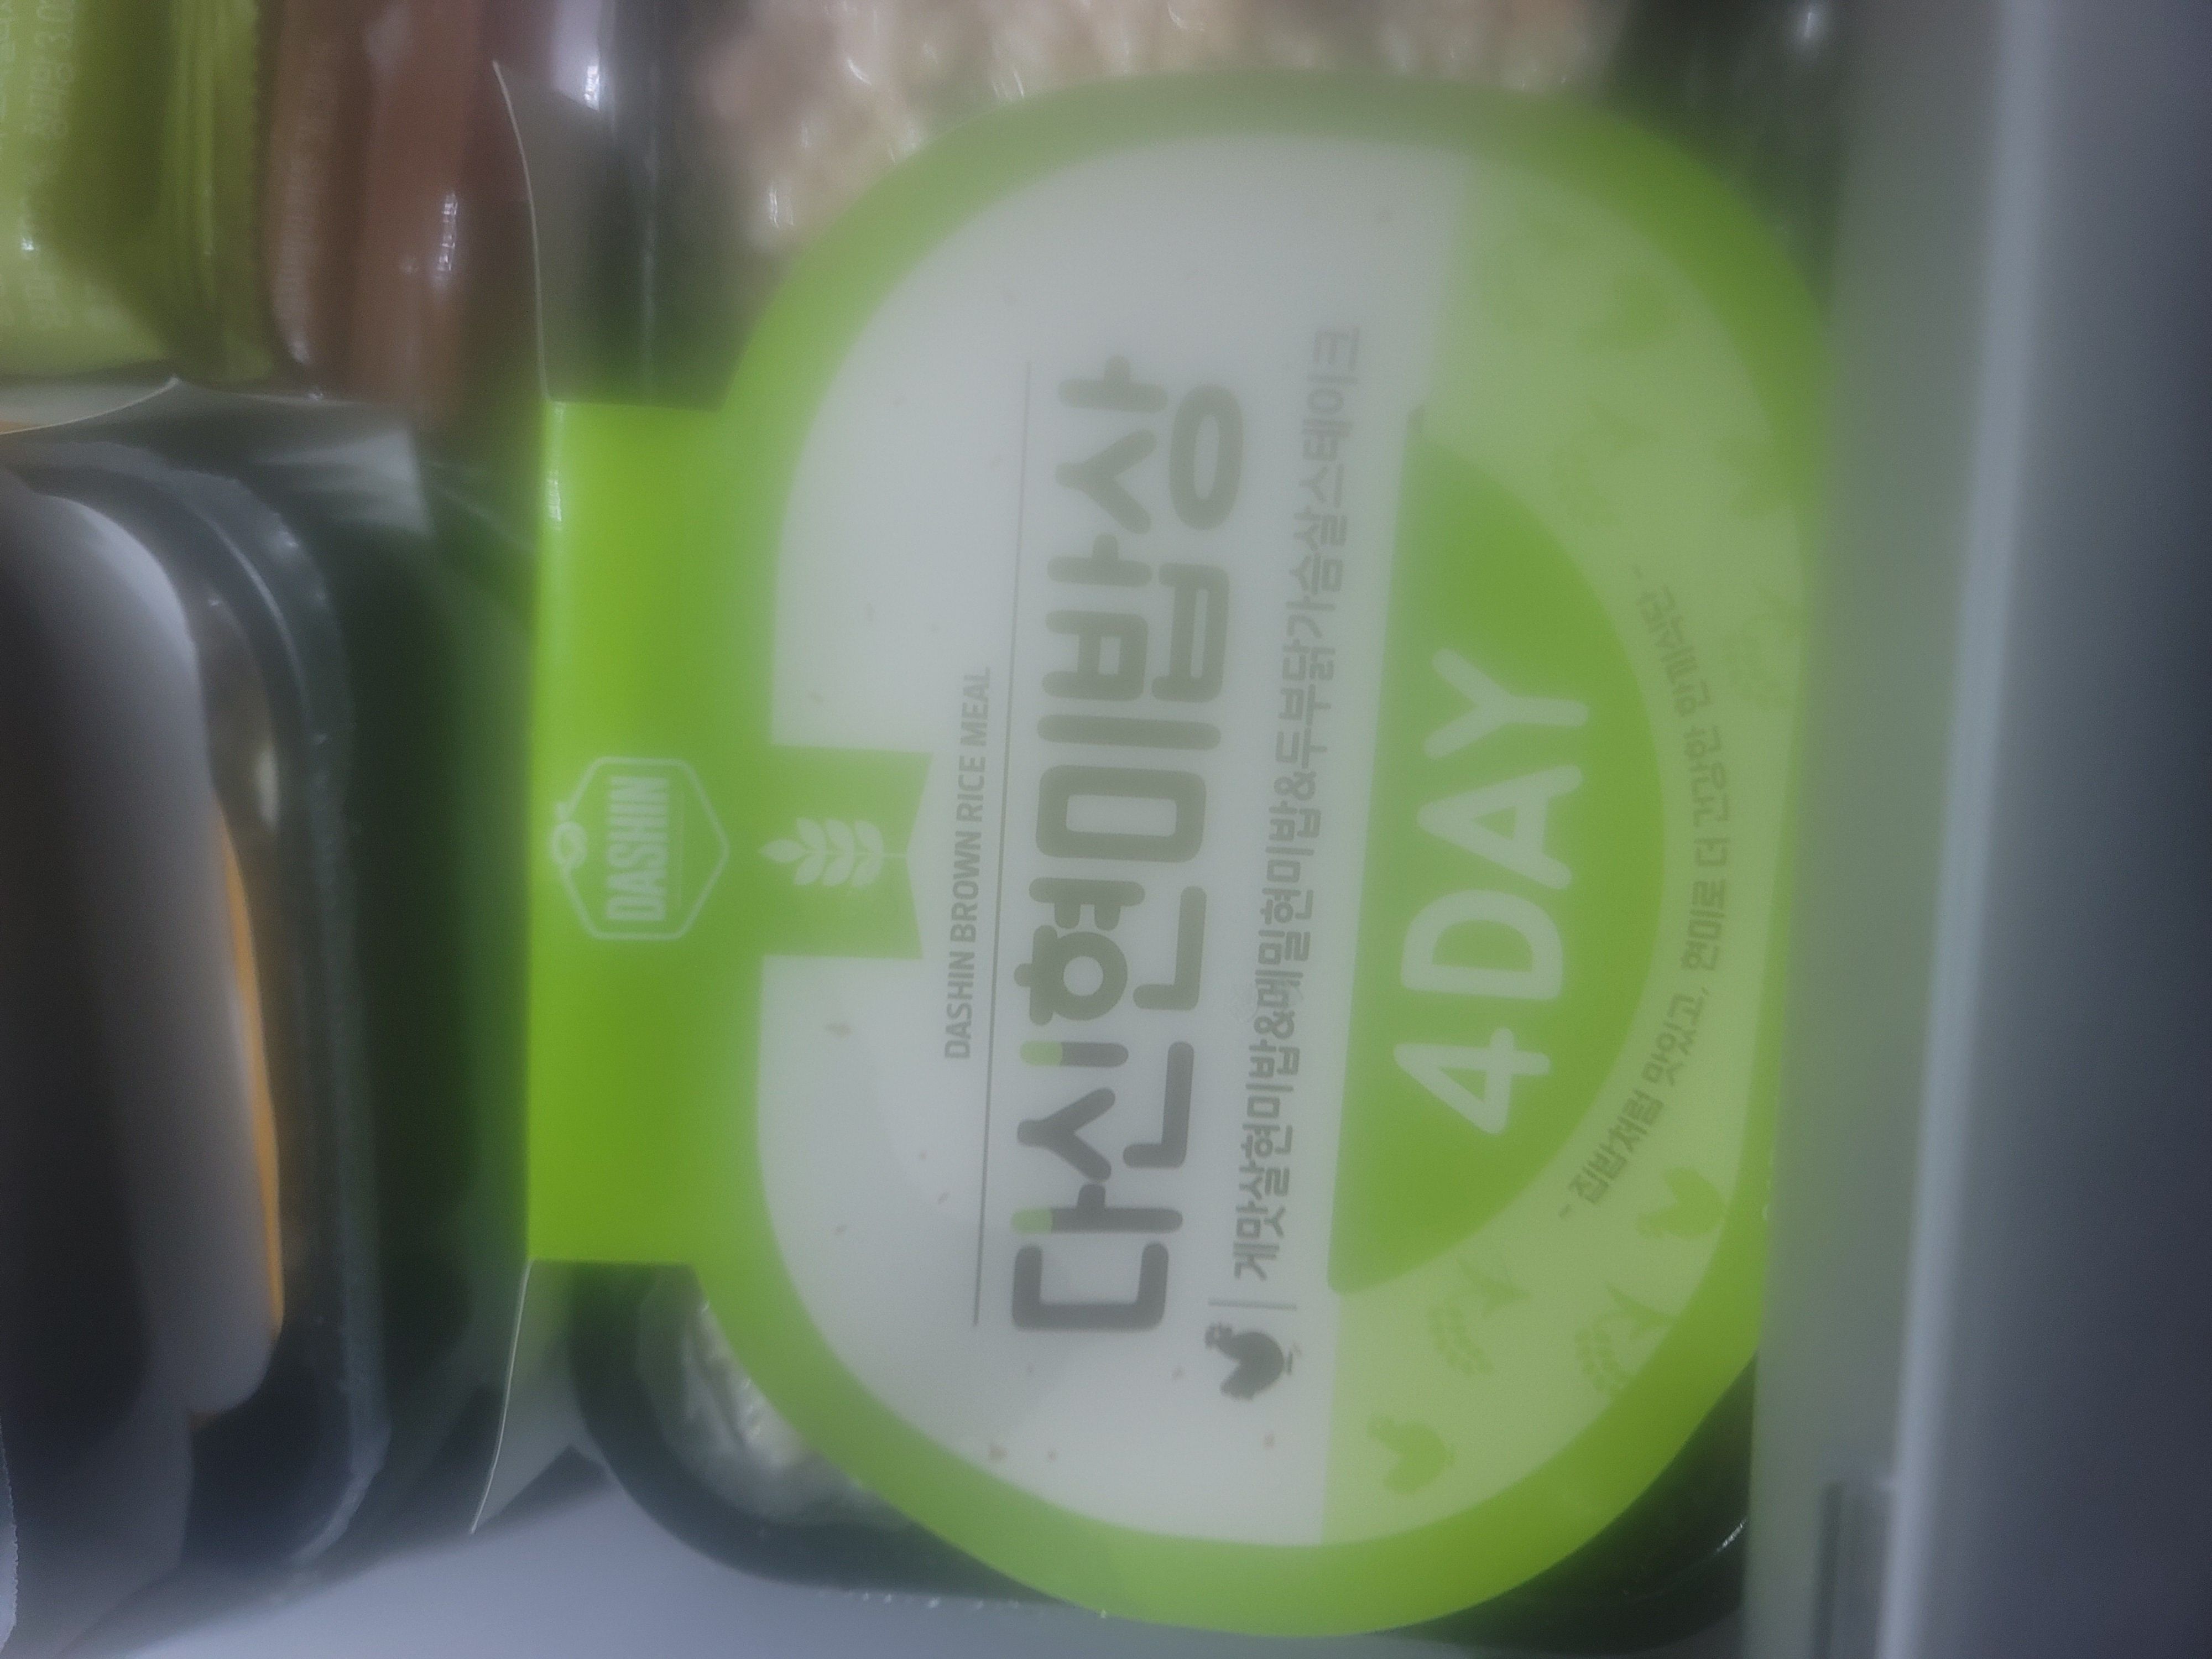 DASHIN
DASHIN BROWN RICE MEAL
다신현미밥상
게맛살현미밥&메밀현미밥&두부닭가슴살스테이크
4DAY
- 집밥처럼 맛있고, 현미로 더 건강한 한끼식단 -